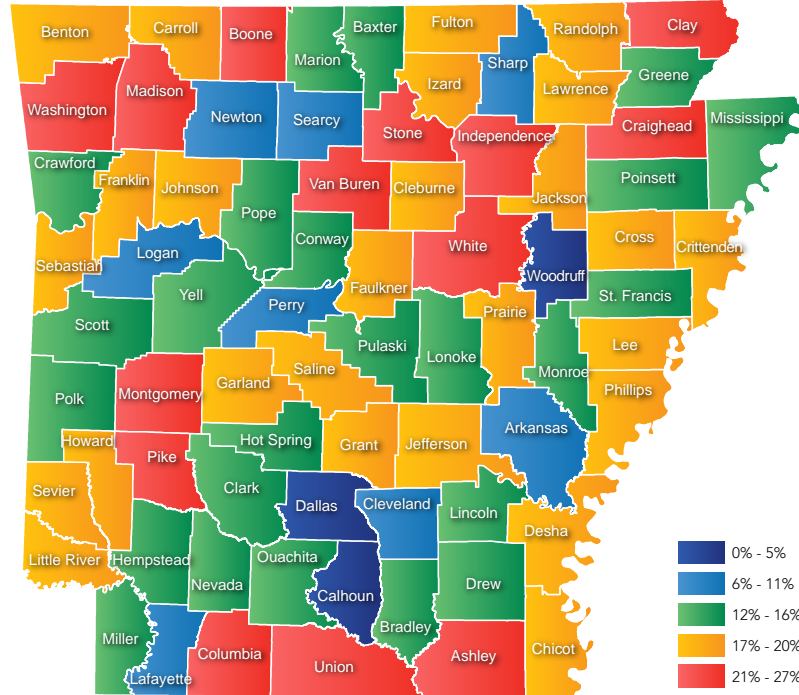 Benton
Carroll
Boone
Marion
Baxter
Fulton
Sharp
Randolph
Clay
Izard
Lawrence
Greene
Washington
Madison
Newton
Searcy
Stone
Independence
Craighead
Mississippi
Crawford
Franklin
Johnson
Pope
Van Buren
Cleburne
Jackson
Poinsett
Sebastian
Logan
Conway
White
Woodruff
Cross
Crittenden
Scott
Yell
Perry
Faulkner
Prairie
St. Francis
Polk
Montgomery
Garland
Saline
Pulaski
Lonoke
Monroe
Lee
Phillips
Howard
Pike
Hot Spring
Grant
Jefferson
Arkansas
Sevier
Clark
Dallas
Cleveland
Lincoln
Desha
Little River
Hempstead
Nevada
Ouachita
Calhoun
Bradley
Drew
Miller
Lafayette
Columbia
Union
Ashley
Chicot
0% - 5%
6% - 11%
12% - 16%
17% - 20%
21% - 27%